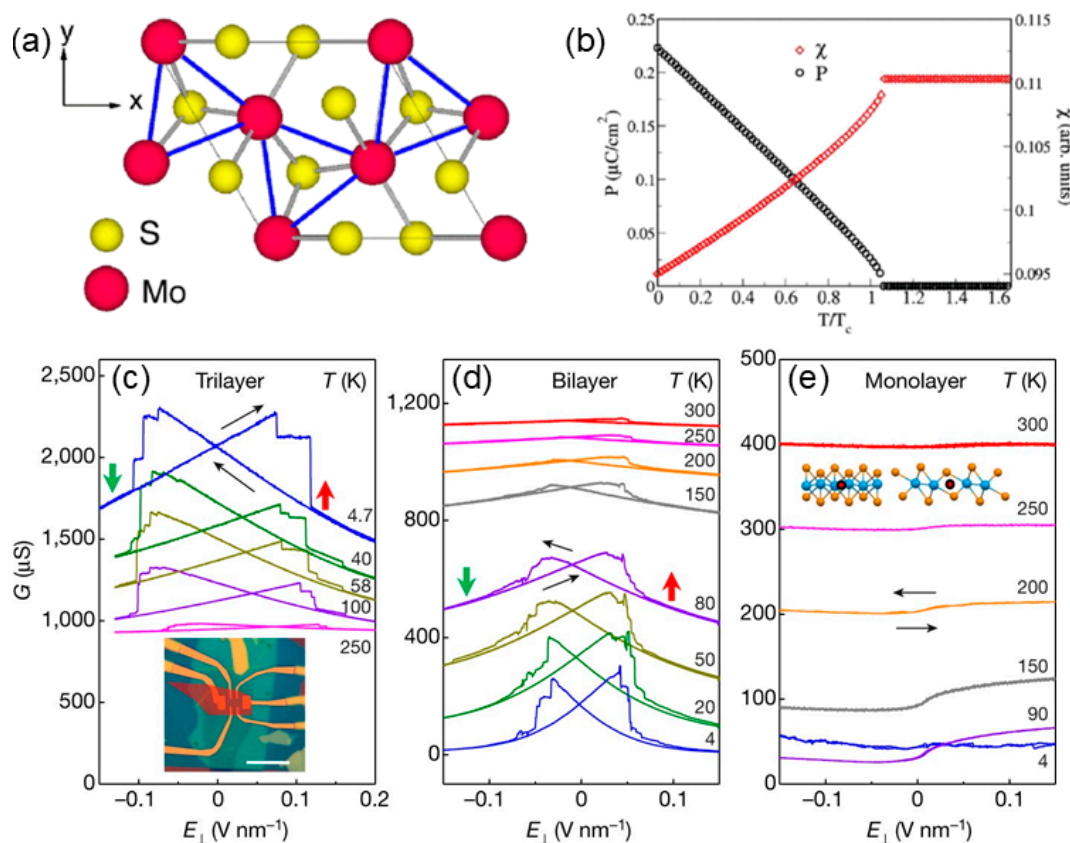 (a)
y
x
S
Mo
(b)
χ
P
P (μC/cm²)
0.25
0.2
0.15
0.1
0.05
0
χ (arb. units)
0.115
0.11
0.105
0.1
0.095
0 0.2 0.4 0.6 0.8 1 1.2 1.4 1.6
T/Tc
(c) Trilayer T (K)
G (μS)
2,500
2,000
1,500
1,000
500
0
4.7
40
58
100
250
−0.1 0 0.1 0.2
E⊥ (V nm⁻¹)
(d) Bilayer T (K)
1,200
800
400
0
300
250
200
150
80
50
20
4
−0.1 0 0.1
E⊥ (V nm⁻¹)
(e) Monolayer T (K)
500
400
300
200
100
0
300
250
200
150
90
4
−0.1 0 0.1
E⊥ (V nm⁻¹)